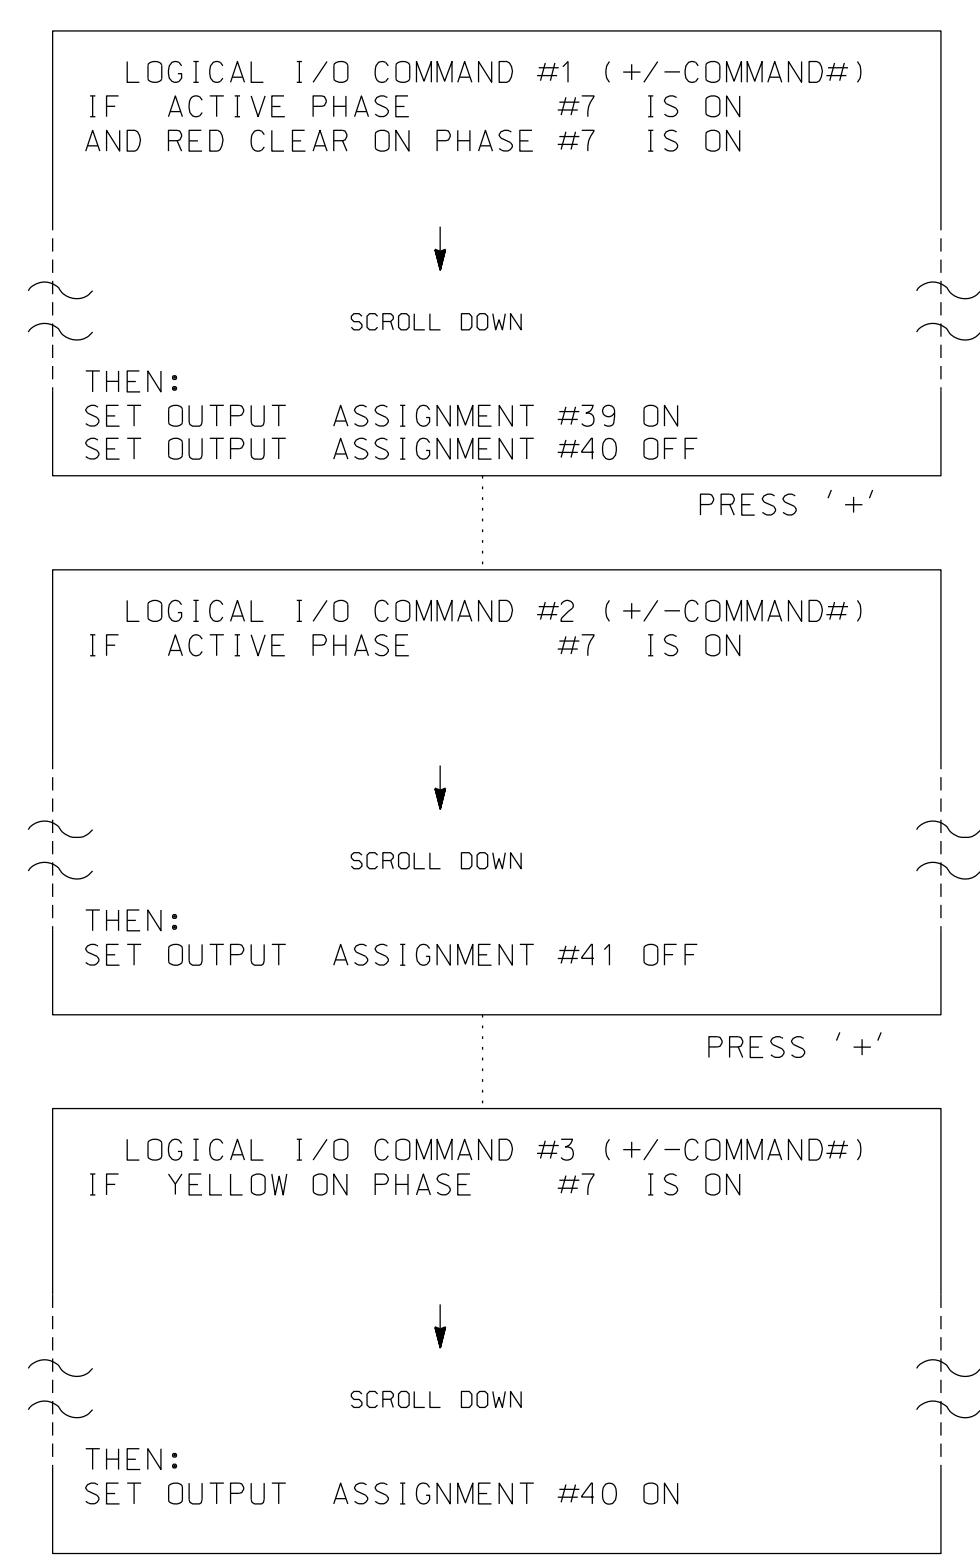 LOGICAL I/O COMMAND #1 (+/-COMMAND#)
IF ACTIVE PHASE #7 IS ON
AND RED CLEAR ON PHASE #7 IS ON
SCROLL DOWN
THEN:
SET OUTPUT ASSIGNMENT #39 ON
SET OUTPUT ASSIGNMENT #40 OFF
PRESS '+'
LOGICAL I/O COMMAND #2 (+/-COMMAND#)
IF ACTIVE PHASE #7 IS ON
SCROLL DOWN
THEN:
SET OUTPUT ASSIGNMENT #41 OFF
PRESS '+'
LOGICAL I/O COMMAND #3 (+/-COMMAND#)
IF YELLOW ON PHASE #7 IS ON
SCROLL DOWN
THEN:
SET OUTPUT ASSIGNMENT #40 ON